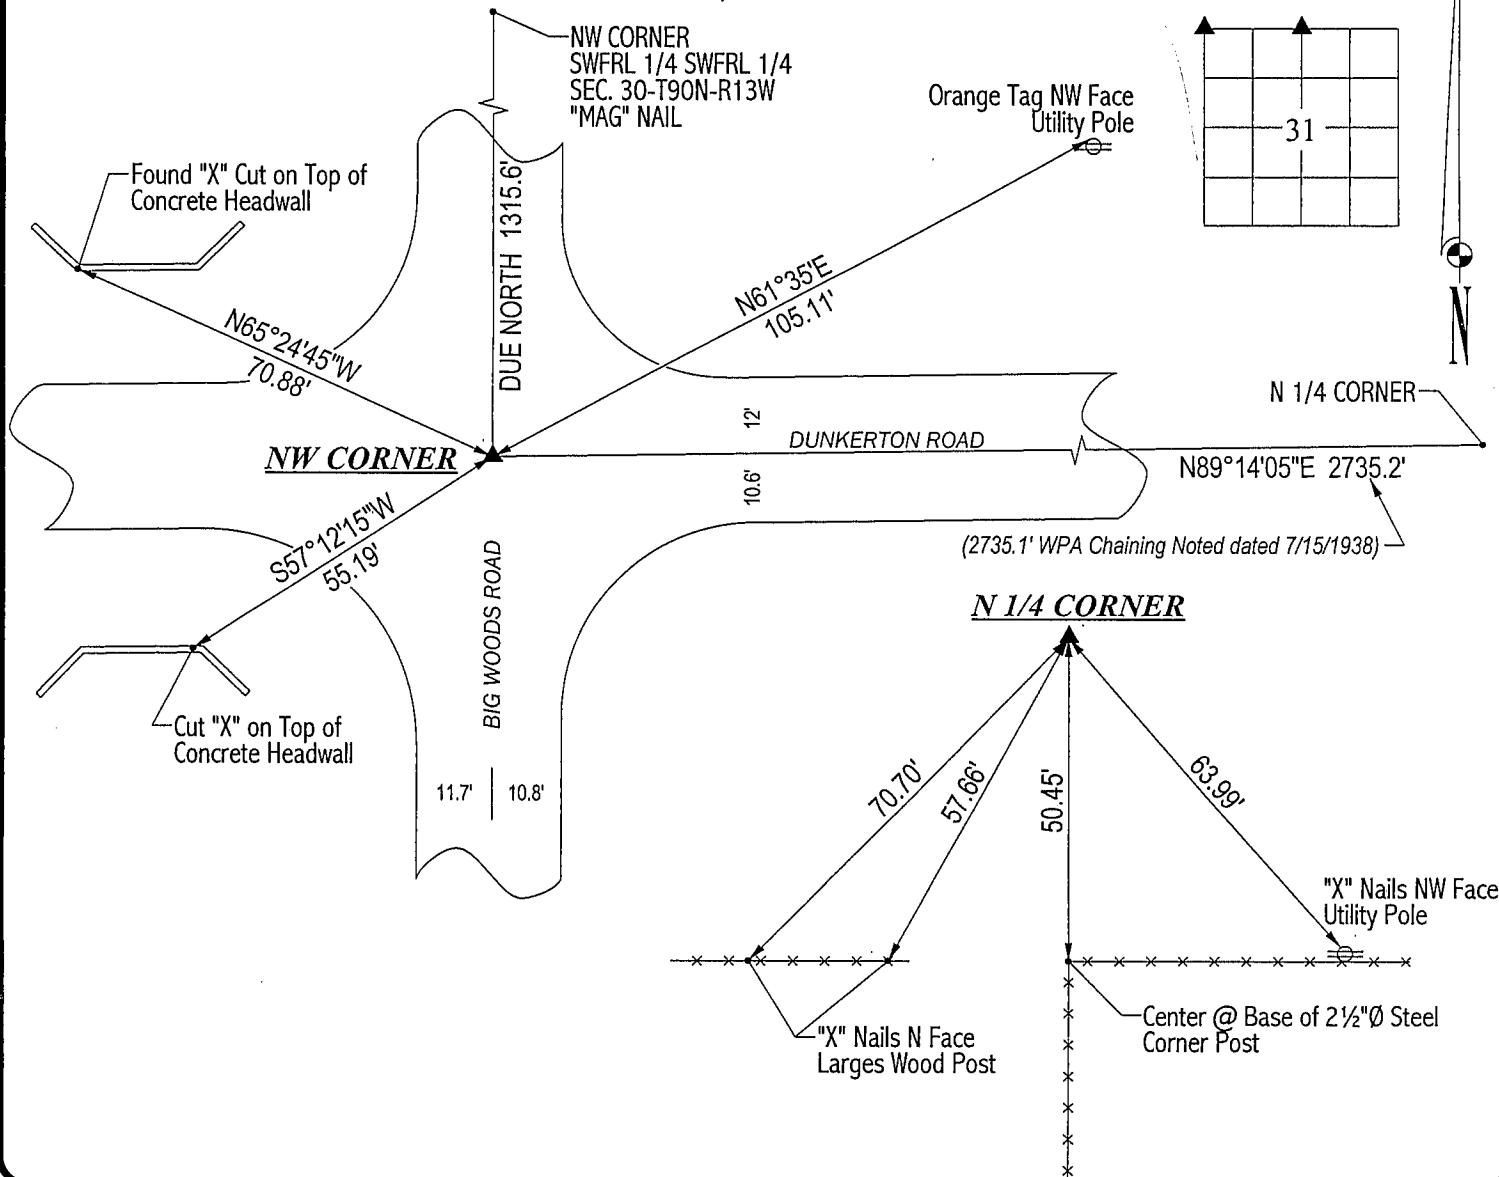 NW CORNER
SWFRL 1/4 SWFRL 1/4
SEC. 30-T90N-R13W
"MAG" NAIL
Orange Tag NW Face
Utility Pole
31
Found "X" Cut on Top of
Concrete Headwall
DUE NORTH 1315.6'
N61°35'E
105.11'
N
N65°24'45"W
70.88'
N 1/4 CORNER
12'
DUNKERTON ROAD
NW CORNER
N89°14'05"E 2735.2'
10.6'
S57°12'15"W
55.19'
(2735.1' WPA Chaining Noted dated 7/15/1938)
BIG WOODS ROAD
N 1/4 CORNER
Cut "X" on Top of
Concrete Headwall
11.7'
10.8'
70.70'
57.66'
50.45'
63.99'
"X" Nails NW Face
Utility Pole
Center @ Base of 2½"Ø Steel
Corner Post
"X" Nails N Face
Larges Wood Post